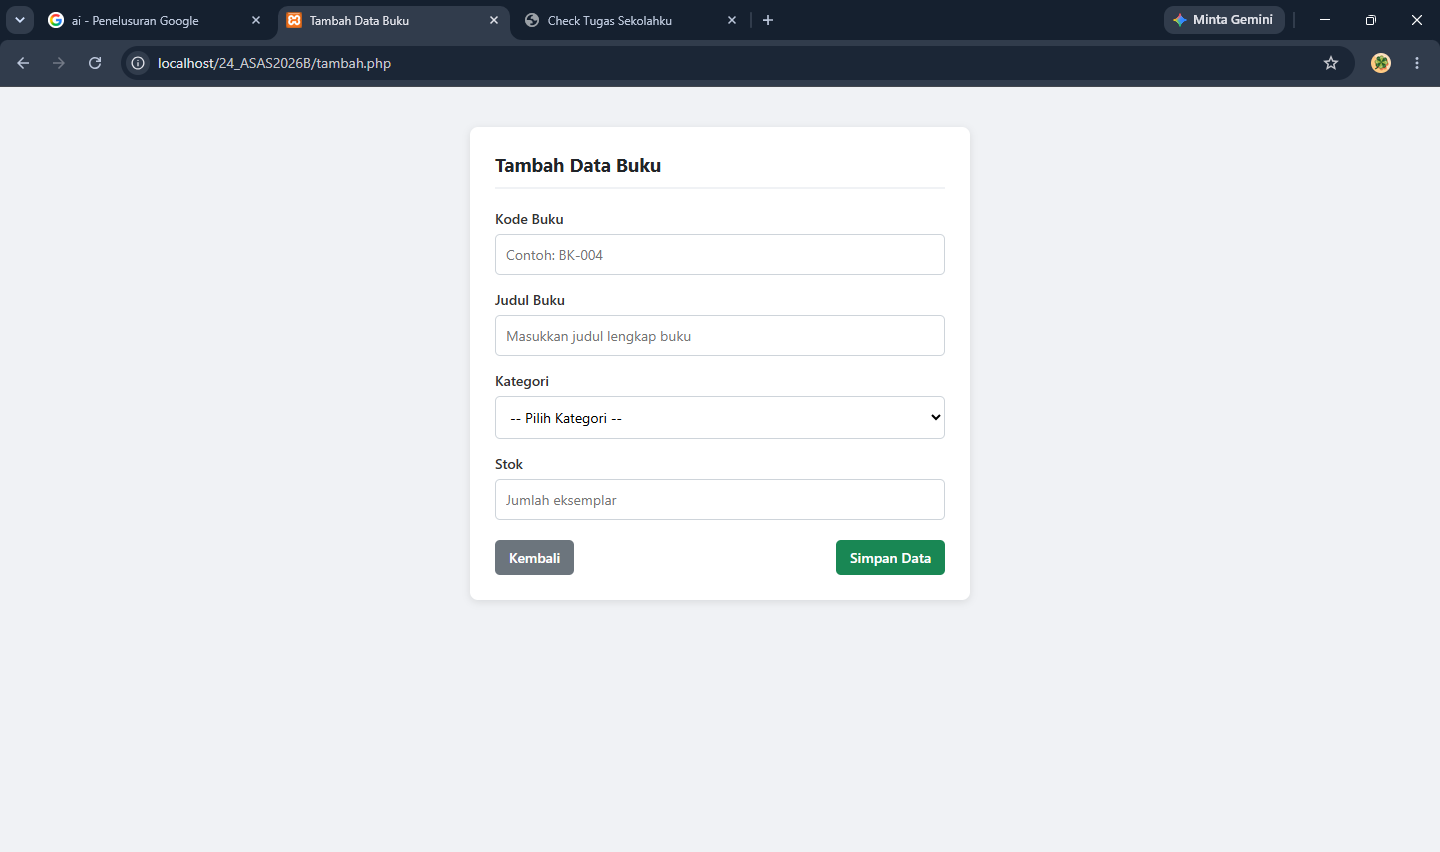 ai - Penelusuran Google
Tambah Data Buku
Check Tugas Sekolahku
Minta Gemini
localhost/24_ASAS2026B/tambah.php
Tambah Data Buku
Kode Buku
Contoh: BK-004
Judul Buku
Masukkan judul lengkap buku
Kategori
-- Pilih Kategori --
Stok
Jumlah eksemplar
Kembali
Simpan Data